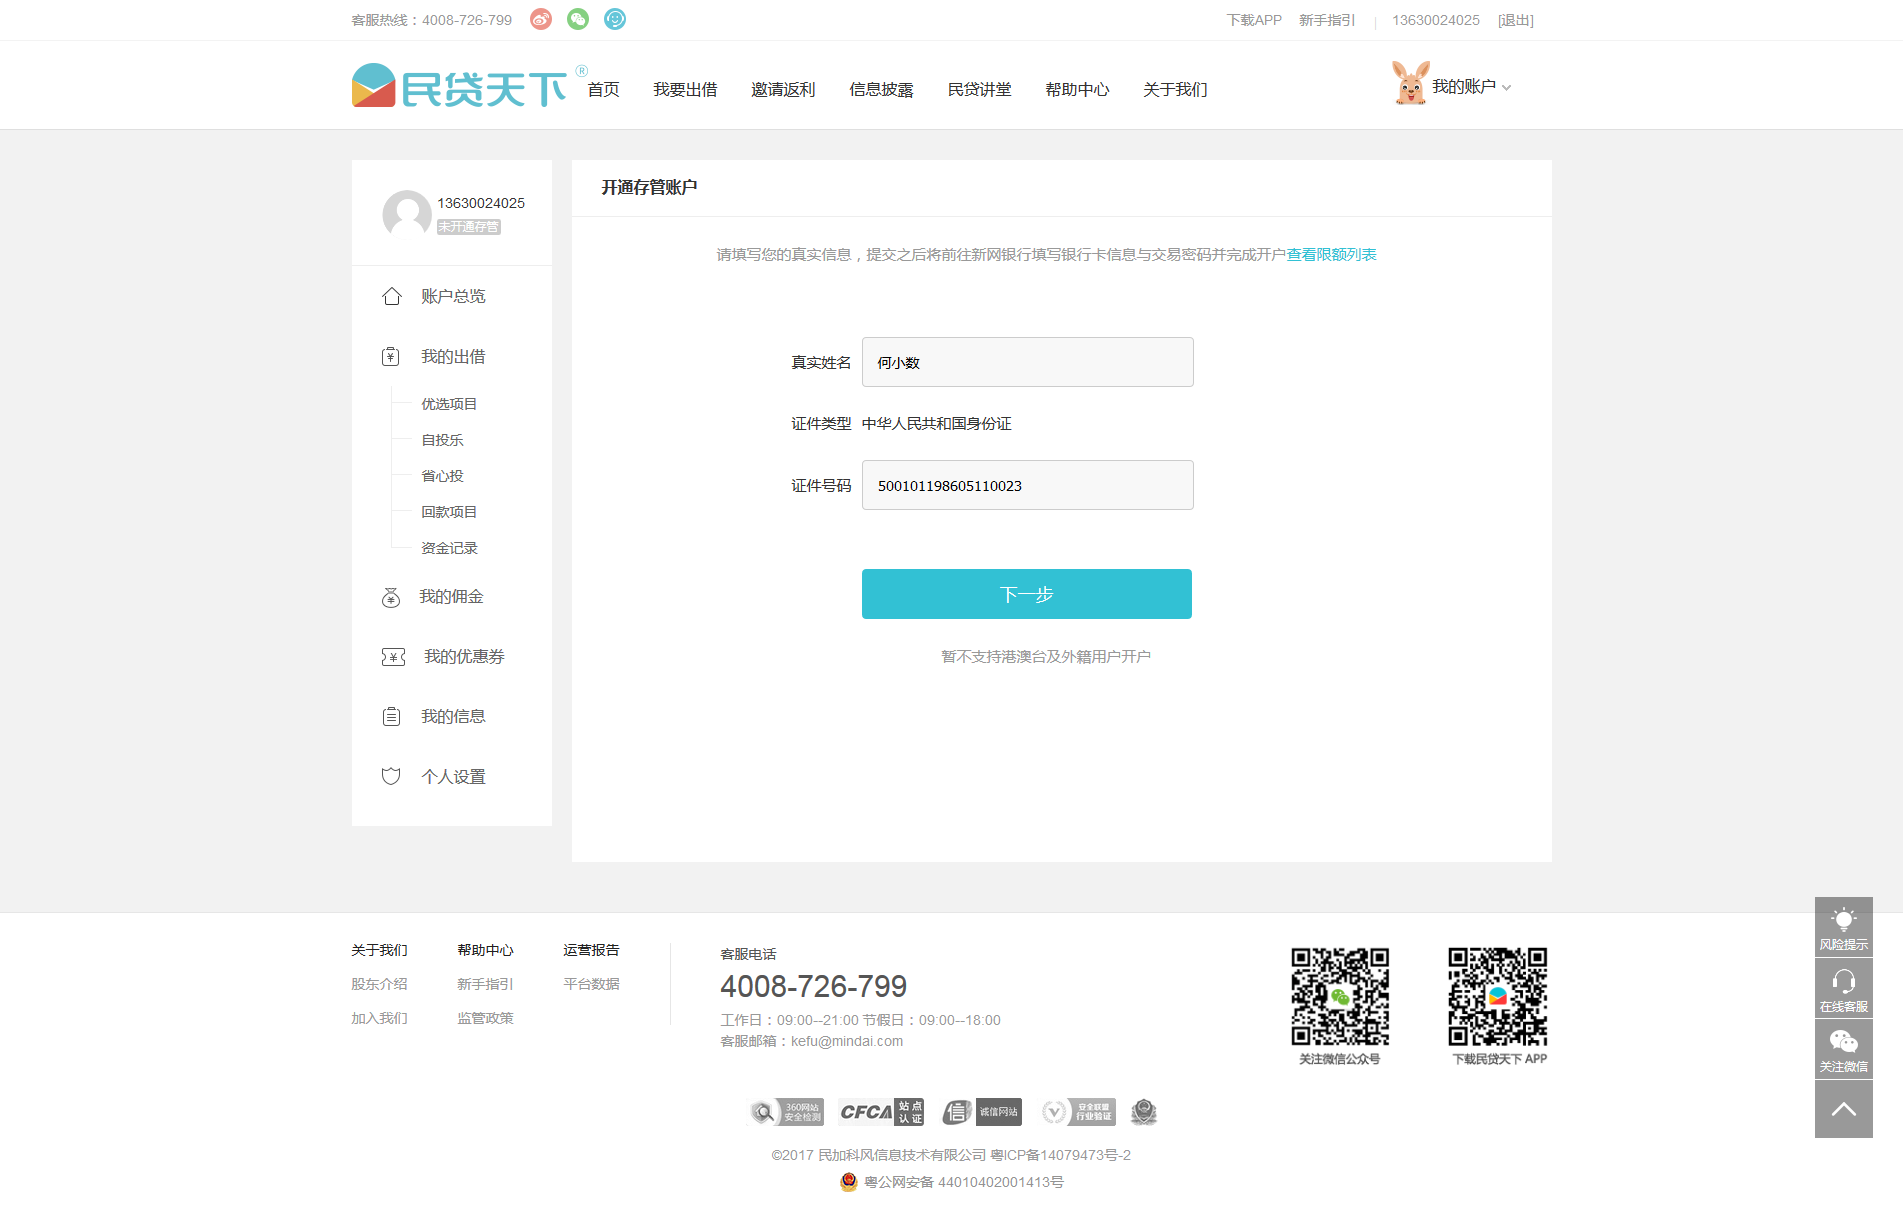 客服热线：4008-726-799
下载APP 新手指引 | 13630024025 [退出]
民贷天下®
首页 我要出借 邀请返利 信息披露 民贷讲堂 帮助中心 关于我们
我的账户
13630024025
未开通存管
账户总览
我的出借
优选项目
自投乐
省心投
回款项目
资金记录
我的佣金
我的优惠券
我的信息
个人设置
开通存管账户
请填写您的真实信息，提交之后将前往新网银行填写银行卡信息与交易密码并完成开户查看限额列表
真实姓名 何小数
证件类型 中华人民共和国身份证
证件号码 500101198605110023
下一步
暂不支持港澳台及外籍用户开户
风险提示
在线客服
关注微信
关于我们 帮助中心 运营报告
股东介绍 新手指引 平台数据
加入我们 监管政策
客服电话
4008-726-799
工作日：09:00--21:00 节假日：09:00--18:00
客服邮箱：kefu@mindai.com
关注微信公众号
下载民贷天下 APP
360网站
安全检测
CFCA 站点
认证
信 诚信网站
安全联盟
行业验证
©2017 民加科风信息技术有限公司 粤ICP备14079473号-2
粤公网安备 44010402001413号